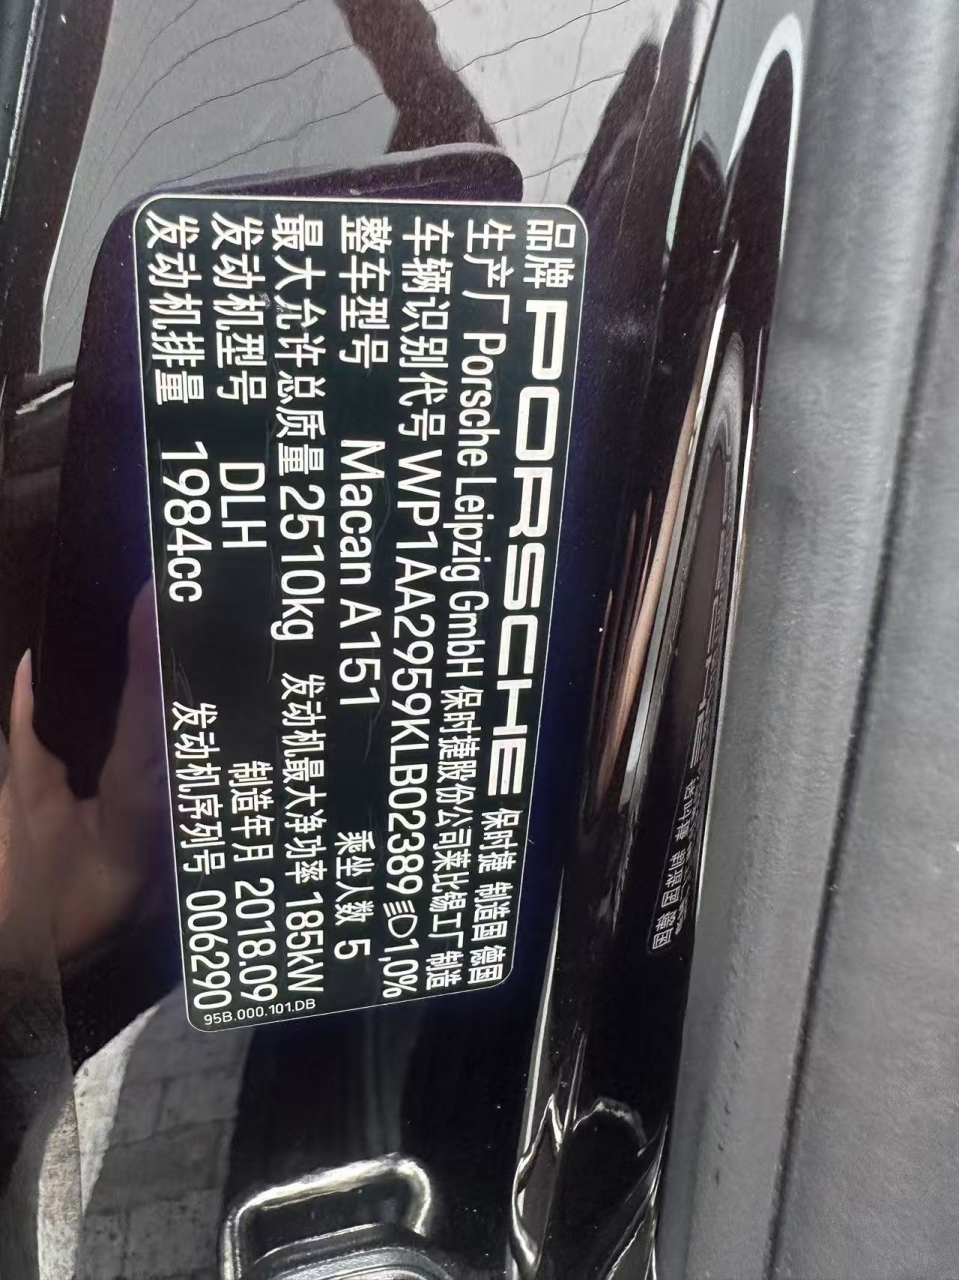 品牌 PORSCHE 保时捷 制造国 德国
生产厂 Porsche Leipzig GmbH 保时捷股份公司莱比锡工厂制造
车辆识别代号 WP1AA2959KLB02389 1,0%
整车型号 Macan A151 乘坐人数 5
最大允许总质量 2510kg 发动机最大净功率 185kW
发动机型号 DLH 制造年月 2018.09
发动机排量 1984cc 发动机序列号 006290
95B.000.101.DB